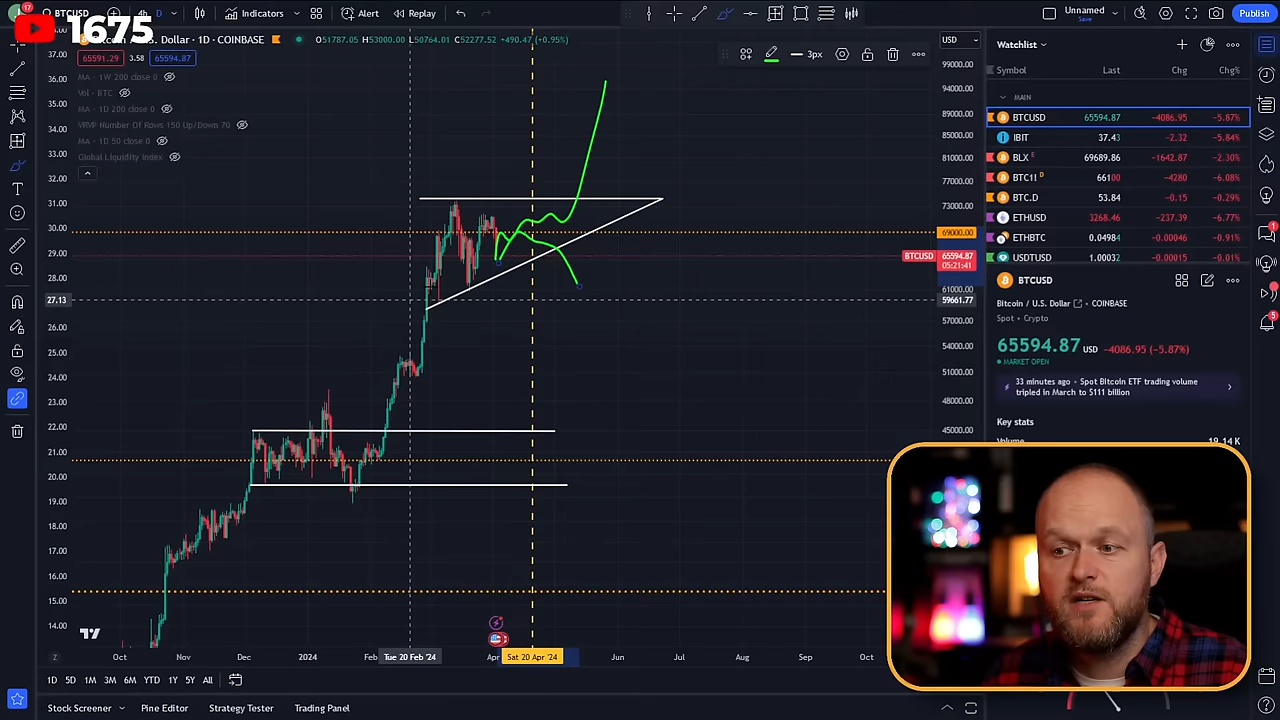 17
BTCUSD
4h
D
Indicators
Alert
Replay
Unnamed
Save
Publish
1675
U.S. Dollar · 1D · COINBASE
O51787.05 H53000.00 L50764.01 C52277.52 +490.47 (+0.95%)
65591.29
3.58
65594.87
MA · 1W 200 close 0
Vol · BTC
MA · 1D 200 close 0
VRVP Number Of Rows 150 Up/Down 70
MA · 1D 50 close 0
Global Liquidity Index
3px
USD
37.00
36.00
35.00
34.00
33.00
32.00
31.00
30.00
29.00
28.00
27.13
26.00
25.00
24.00
23.00
22.00
21.00
20.00
19.00
18.00
17.00
16.00
15.00
14.00
99000.00
94000.00
89000.00
85000.00
81000.00
77000.00
73000.00
69000.00
BTCUSD
65594.87
05:21:41
61000.00
59661.77
57000.00
54000.00
51000.00
48000.00
45000.00
Oct
Nov
Dec
2024
Feb
Tue 20 Feb '24
Apr
Sat 20 Apr '24
Jun
Jul
Aug
Sep
Oct
1D 5D 1M 3M 6M YTD 1Y 5Y All
Stock Screener
Pine Editor
Strategy Tester
Trading Panel
Watchlist
Symbol Last Chg Chg%
MAIN
BTCUSD 65594.87 -4086.95 -5.87%
IBIT 37.43 -2.32 -5.84%
BLX E 69689.86 -1642.87 -2.30%
BTC1! D 66100 -4280 -6.08%
BTC.D 53.84 -0.15 -0.29%
ETHUSD 3268.46 -237.39 -6.77%
ETHBTC 0.04984 -0.00046 -0.91%
USDTUSD 1.00032 -0.00015 -0.01%
BTCUSD
Bitcoin / U.S. Dollar · COINBASE
Spot · Crypto
65594.87 USD -4086.95 (-5.87%)
MARKET OPEN
33 minutes ago · Spot Bitcoin ETF trading volume
tripled in March to $111 billion
Key stats
Volume 19.14 K
1
5